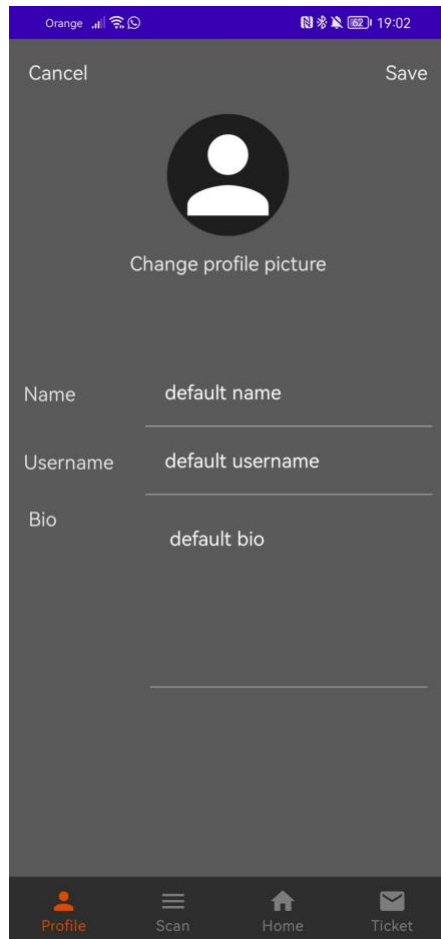 Orange 62 19:02
Cancel Save
Change profile picture
Name default name
Username default username
Bio
default bio
Profile Scan Home Ticket